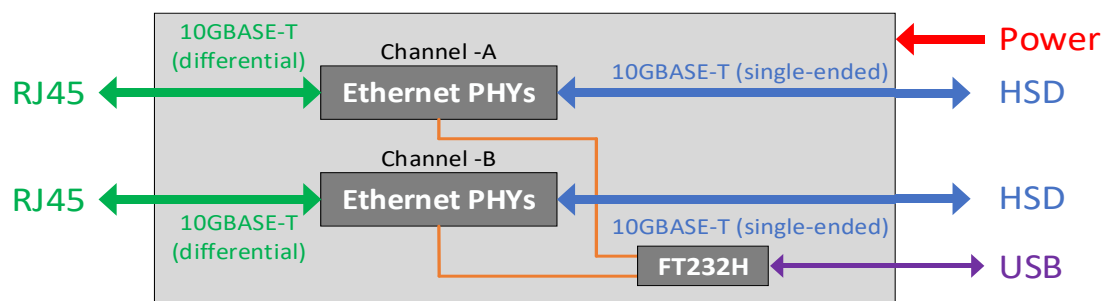 10GBASE-T
(differential)
Channel -A
Power
RJ45
Ethernet PHYs
10GBASE-T (single-ended)
HSD
Channel -B
RJ45
Ethernet PHYs
HSD
10GBASE-T
(differential)
10GBASE-T (single-ended)
FT232H
USB